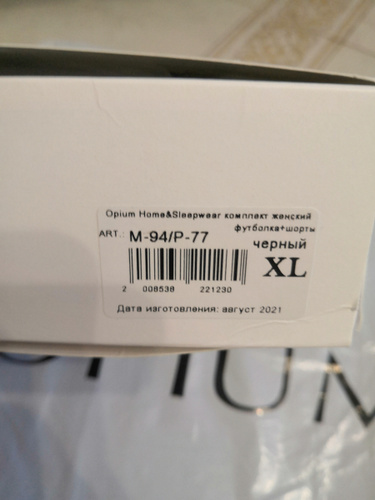 Opium Home&Sleepwear комплект женский
футболка+шорты
ART.: M-94/P-77
черный
XL
2 008538 221230
Дата изготовления: август 2021
OPIUM